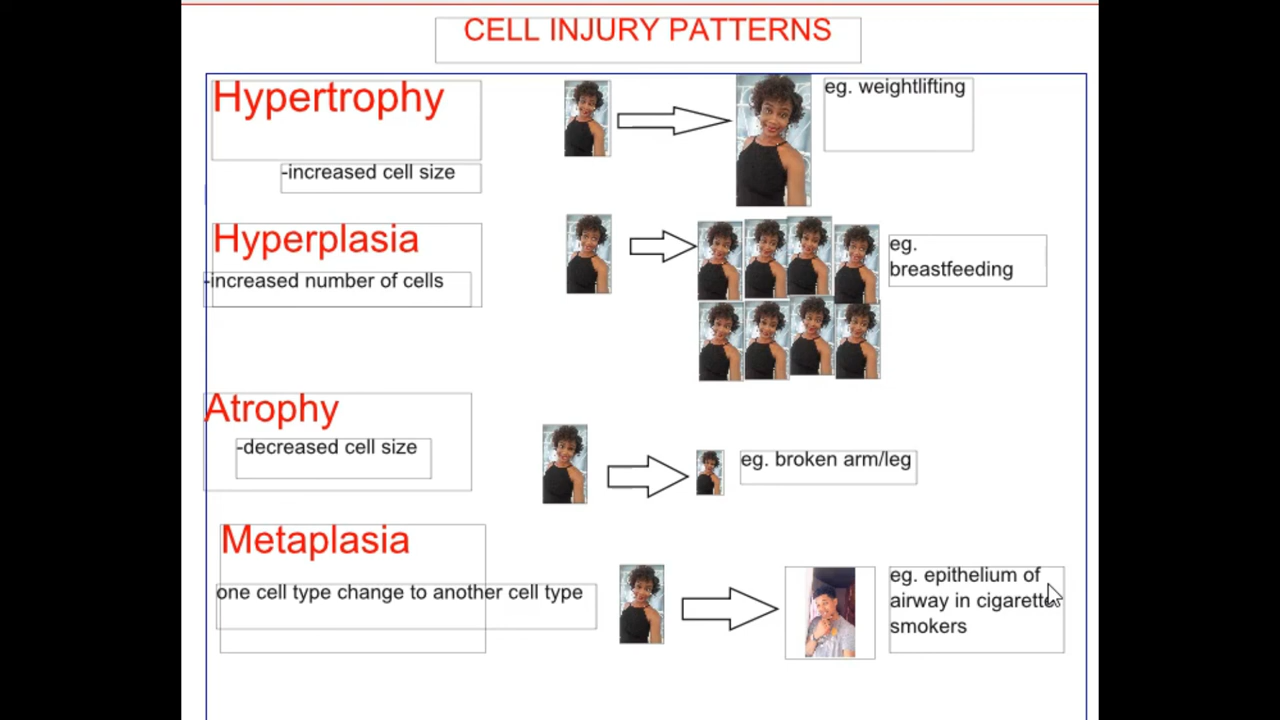 CELL INJURY PATTERNS
Hypertrophy
eg. weightlifting
-increased cell size
Hyperplasia
-increased number of cells
eg.
breastfeeding
Atrophy
-decreased cell size
eg. broken arm/leg
Metaplasia
one cell type change to another cell type
eg. epithelium of
airway in cigarette
smokers